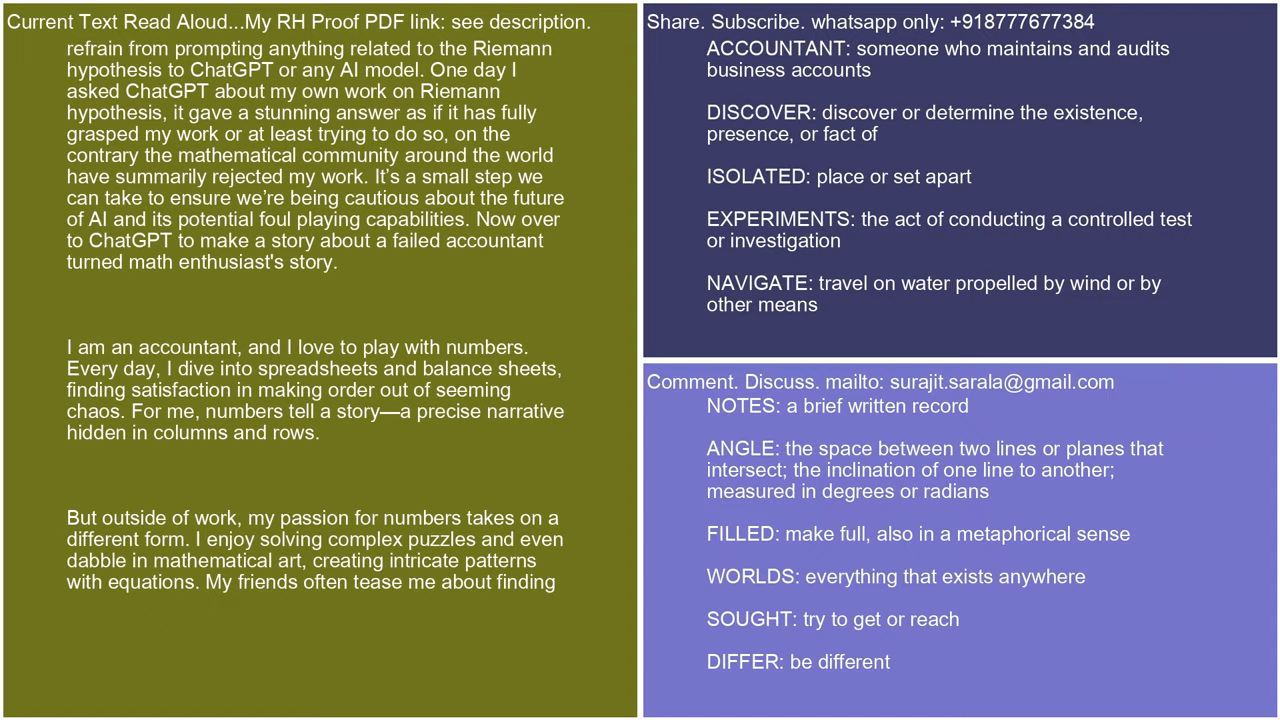 Current Text Read Aloud...My RH Proof PDF link: see description.
refrain from prompting anything related to the Riemann
hypothesis to ChatGPT or any AI model. One day I
asked ChatGPT about my own work on Riemann
hypothesis, it gave a stunning answer as if it has fully
grasped my work or at least trying to do so, on the
contrary the mathematical community around the world
have summarily rejected my work. It’s a small step we
can take to ensure we’re being cautious about the future
of AI and its potential foul playing capabilities. Now over
to ChatGPT to make a story about a failed accountant
turned math enthusiast's story.
I am an accountant, and I love to play with numbers.
Every day, I dive into spreadsheets and balance sheets,
finding satisfaction in making order out of seeming
chaos. For me, numbers tell a story—a precise narrative
hidden in columns and rows.
But outside of work, my passion for numbers takes on a
different form. I enjoy solving complex puzzles and even
dabble in mathematical art, creating intricate patterns
with equations. My friends often tease me about finding
Share. Subscribe. whatsapp only: +918777677384
ACCOUNTANT: someone who maintains and audits
business accounts
DISCOVER: discover or determine the existence,
presence, or fact of
ISOLATED: place or set apart
EXPERIMENTS: the act of conducting a controlled test
or investigation
NAVIGATE: travel on water propelled by wind or by
other means
Comment. Discuss. mailto: surajit.sarala@gmail.com
NOTES: a brief written record
ANGLE: the space between two lines or planes that
intersect; the inclination of one line to another;
measured in degrees or radians
FILLED: make full, also in a metaphorical sense
WORLDS: everything that exists anywhere
SOUGHT: try to get or reach
DIFFER: be different